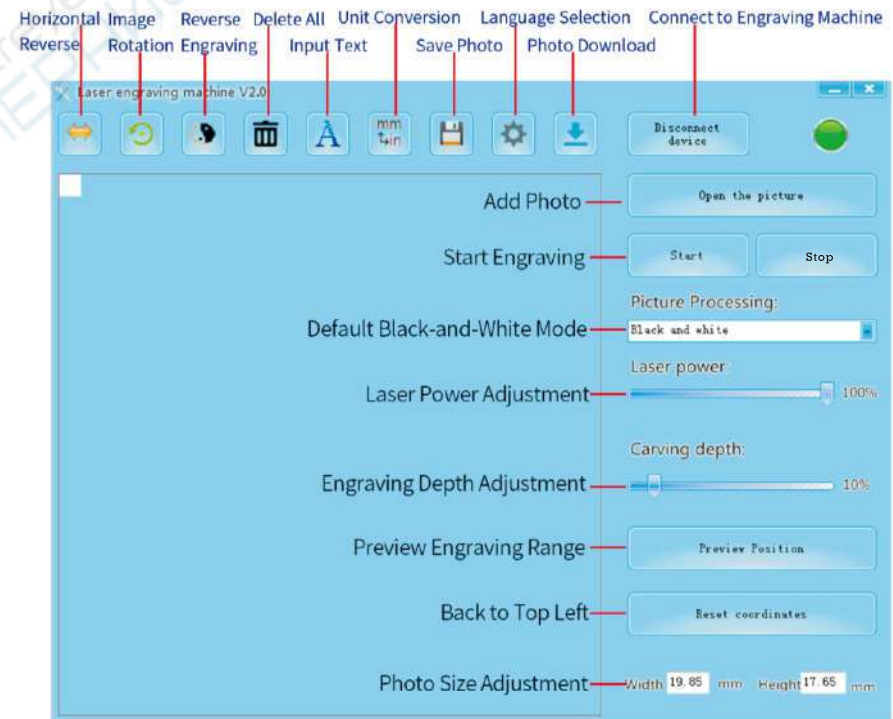 Horizontal Image Reverse Delete All Unit Conversion Language Selection Connect to Engraving Machine
Reverse Rotation Engraving Input Text Save Photo Photo Download
Laser engraving machine V2.0
mm
in
A
Disconnect
device
Add Photo Open the picture
Start Engraving Start Stop
Picture Processing:
Default Black-and-White Mode Black and white
Laser power:
Laser Power Adjustment 100%
Carving depth:
Engraving Depth Adjustment 10%
Preview Engraving Range Preview Position
Back to Top Left Reset coordinates
Photo Size Adjustment Width 19.85 mm Height 17.65 mm